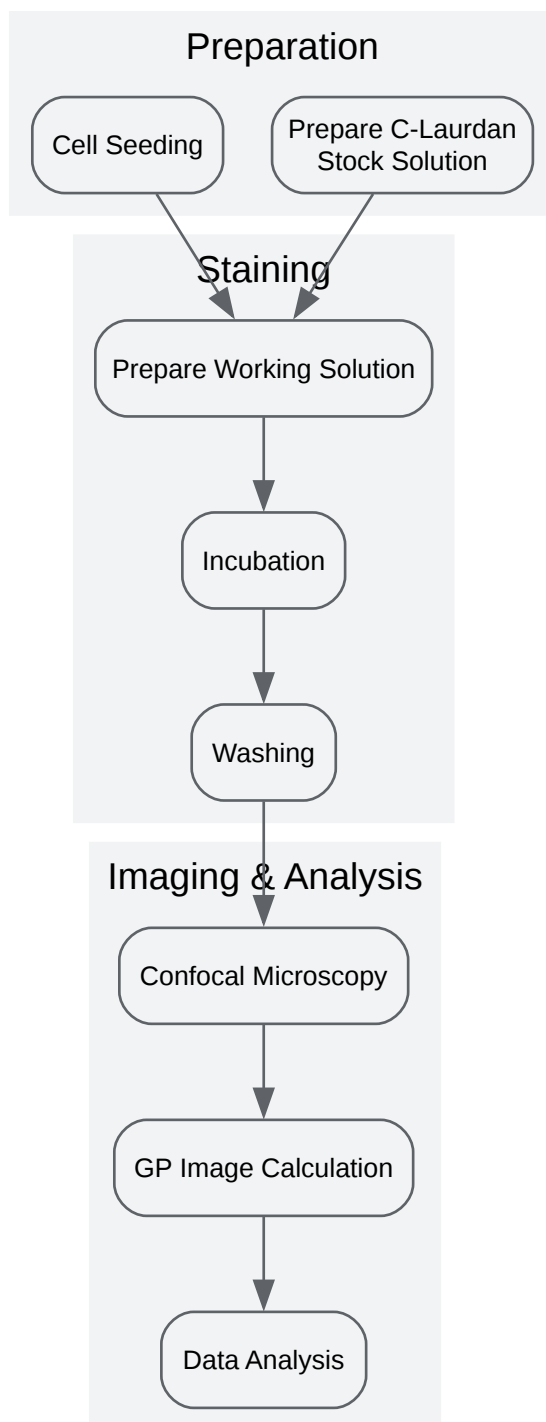 Preparation
Cell Seeding
Prepare C-Laurdan
Stock Solution
Staining
Prepare Working Solution
Incubation
Washing
Imaging & Analysis
Confocal Microscopy
GP Image Calculation
Data Analysis